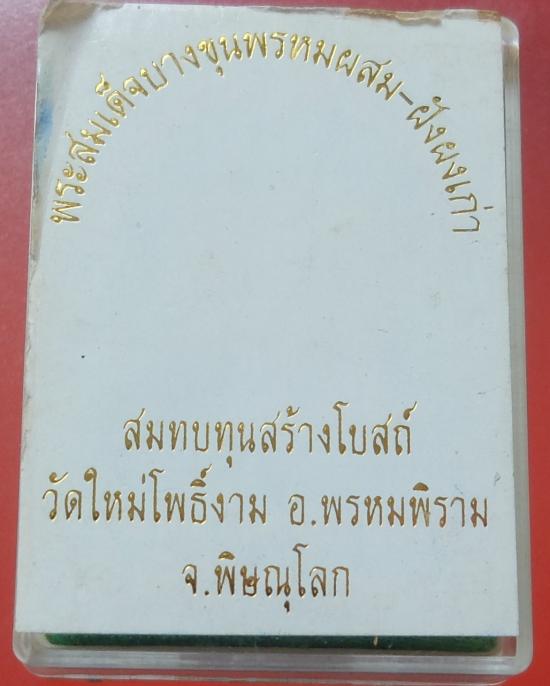 พระสมเด็จบางขุนพรหมผสม-ฝังผงเก่า
สมทบทุนสร้างโบสถ์
วัดใหม่โพธิ์งาม อ.พรหมพิราม
จ.พิษณุโลก